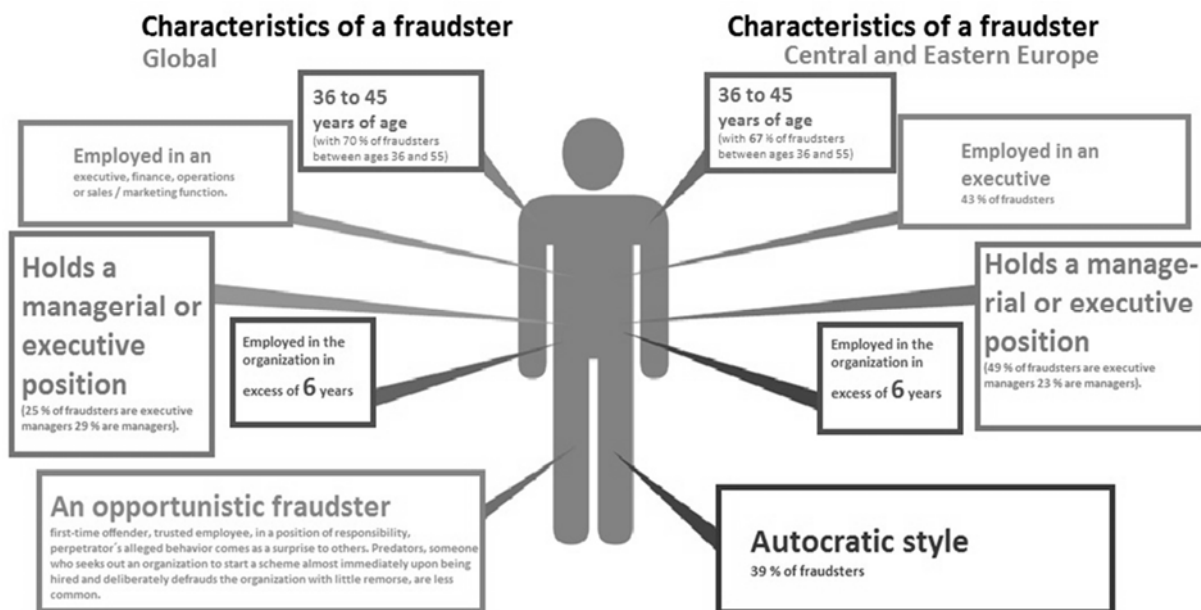 Characteristics of a fraudster
Global
36 to 45
years of age
(with 70 % of fraudsters
between ages 36 and 55)
Employed in an
executive, finance, operations
or sales / marketing function.
Holds a
managerial or
executive
position
(25 % of fraudsters are executive
managers 29 % are managers).
Employed in the
organization in
excess of 6 years
An opportunistic fraudster
first-time offender, trusted employee, in a position of responsibility,
perpetrator´s alleged behavior comes as a surprise to others. Predators, someone
who seeks out an organization to start a scheme almost immediately upon being
hired and deliberately defrauds the organization with little remorse, are less
common.
Characteristics of a fraudster
Central and Eastern Europe
36 to 45
years of age
(with 67 % of fraudsters
between ages 36 and 55)
Employed in an
executive
43 % of fraudsters
Holds a manage-
rial or executive
position
(49 % of fraudsters are executive
managers 23 % are managers).
Employed in the
organization in
excess of 6 years
Autocratic style
39 % of fraudsters